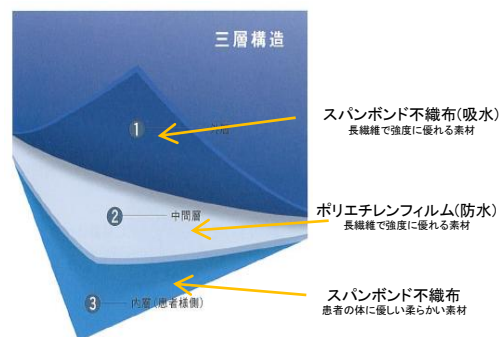 三層構造
1
スパンボンド不織布(吸水)
長繊維で強度に優れる素材
2 中間層
ポリエチレンフィルム(防水)
長繊維で強度に優れる素材
3 内層(患者様側)
スパンボンド不織布
患者の体に優しい柔らかい素材